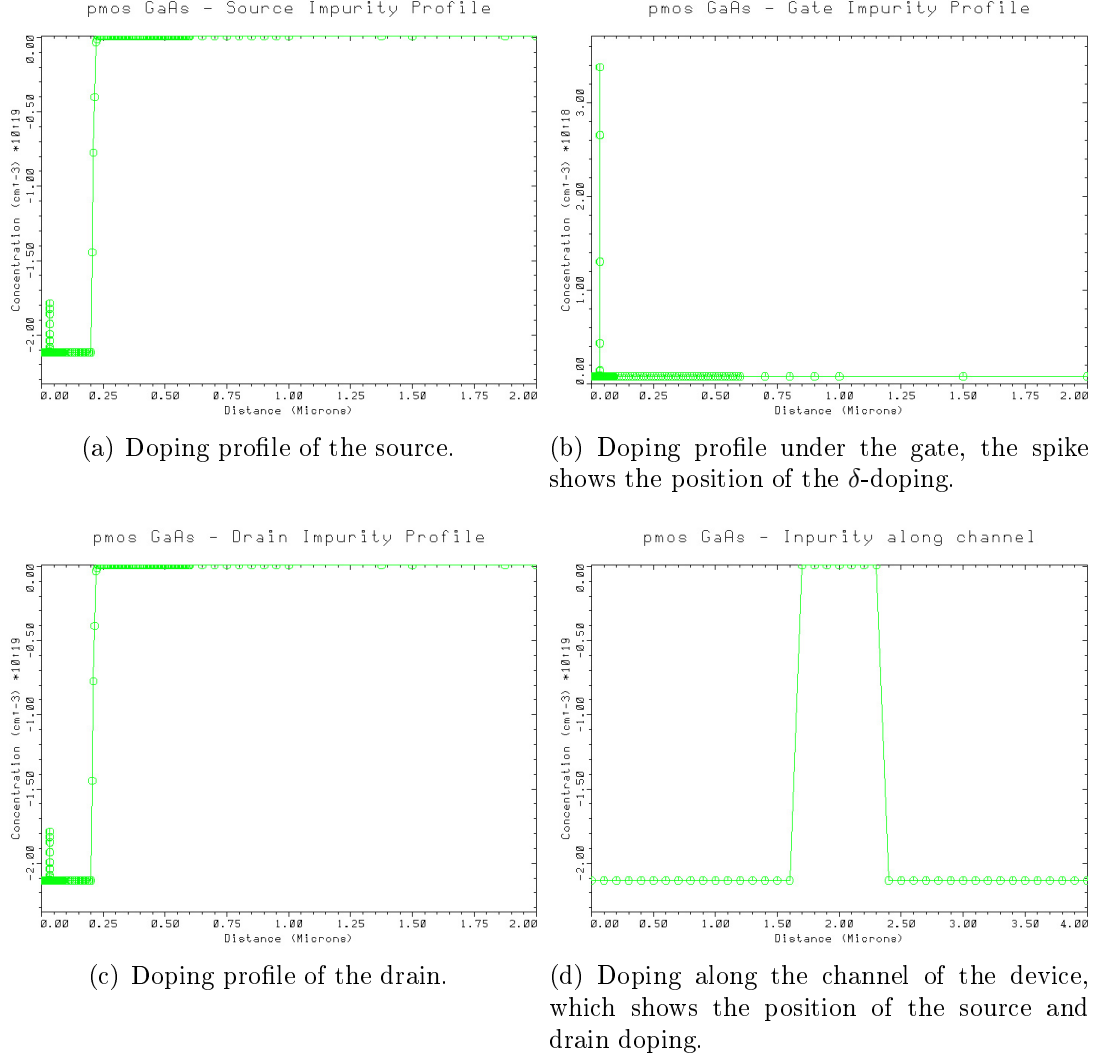 pmos GaAs - Source Impurity Profile
Concentration (cm↑-3) *10↑19
0.00
-0.50
-1.00
-1.50
-2.00
0.00 0.25 0.50 0.75 1.00 1.25 1.50 1.75 2.00
Distance (Microns)
(a) Doping profile of the source.
pmos GaAs - Gate Impurity Profile
Concentration (cm↑-3) *10↑18
3.00
2.00
1.00
0.00
0.00 0.50 1.00 1.50 2.00
Distance (Microns)
(b) Doping profile under the gate, the spike
shows the position of the δ-doping.
pmos GaAs - Drain Impurity Profile
Concentration (cm↑-3) *10↑19
0.00
-0.50
-1.00
-1.50
-2.00
0.00 0.25 0.50 0.75 1.00 1.25 1.50 1.75 2.00
Distance (Microns)
(c) Doping profile of the drain.
pmos GaAs - Inpurity along channel
Concentration (cm↑-3) *10↑19
0.00
-0.50
-1.00
-1.50
-2.00
0.00 0.50 1.00 1.50 2.00 2.50 3.00 3.50 4.00
Distance (Microns)
(d) Doping along the channel of the device,
which shows the position of the source and
drain doping.